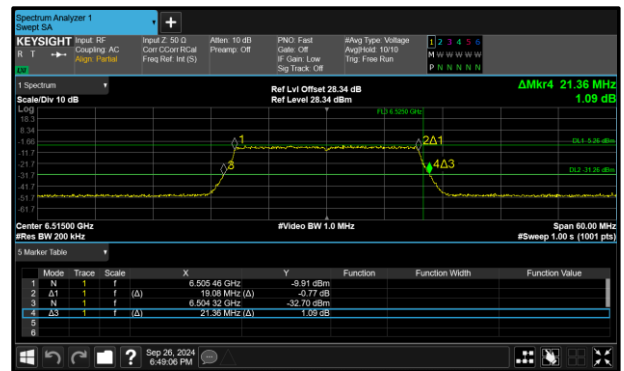 Spectrum Analyzer 1
Swept SA
+
KEYSIGHT Input: RF Input Z: 50 Ω Atten: 10 dB PNO: Fast #Avg Type: Voltage 1 2 3 4 5 6
R T Coupling: AC Corr CCorr RCal Preamp: Off Gate: Off Avg|Hold: 10/10 M W W W W W
Align: Partial Freq Ref: Int (S) IF Gain: Low Trig: Free Run
Sig Track: Off P N N N N N
LXI
1 Spectrum
Ref Lvl Offset 28.34 dB ΔMkr4 21.36 MHz
Scale/Div 10 dB Ref Level 28.34 dBm 1.09 dB
Log
18.3
8.34
-1.66
-11.7
-21.7
-31.7
-41.7
-51.7
-61.7
FL3 6.5250 GHz
1
2Δ1
DL1 -5.26 dBm
3
4Δ3
DL2 -31.26 dBm
Center 6.51500 GHz #Video BW 1.0 MHz Span 60.00 MHz
#Res BW 200 kHz #Sweep 1.00 s (1001 pts)
5 Marker Table
Mode Trace Scale X Y Function Function Width Function Value
1 N 1 f 6.505 46 GHz -9.91 dBm
2 Δ1 1 f (Δ) 19.08 MHz (Δ) -0.77 dB
3 N 1 f 6.504 32 GHz -32.70 dBm
4 Δ3 1 f (Δ) 21.36 MHz (Δ) 1.09 dB
5
6
? Sep 26, 2024
6:49:06 PM